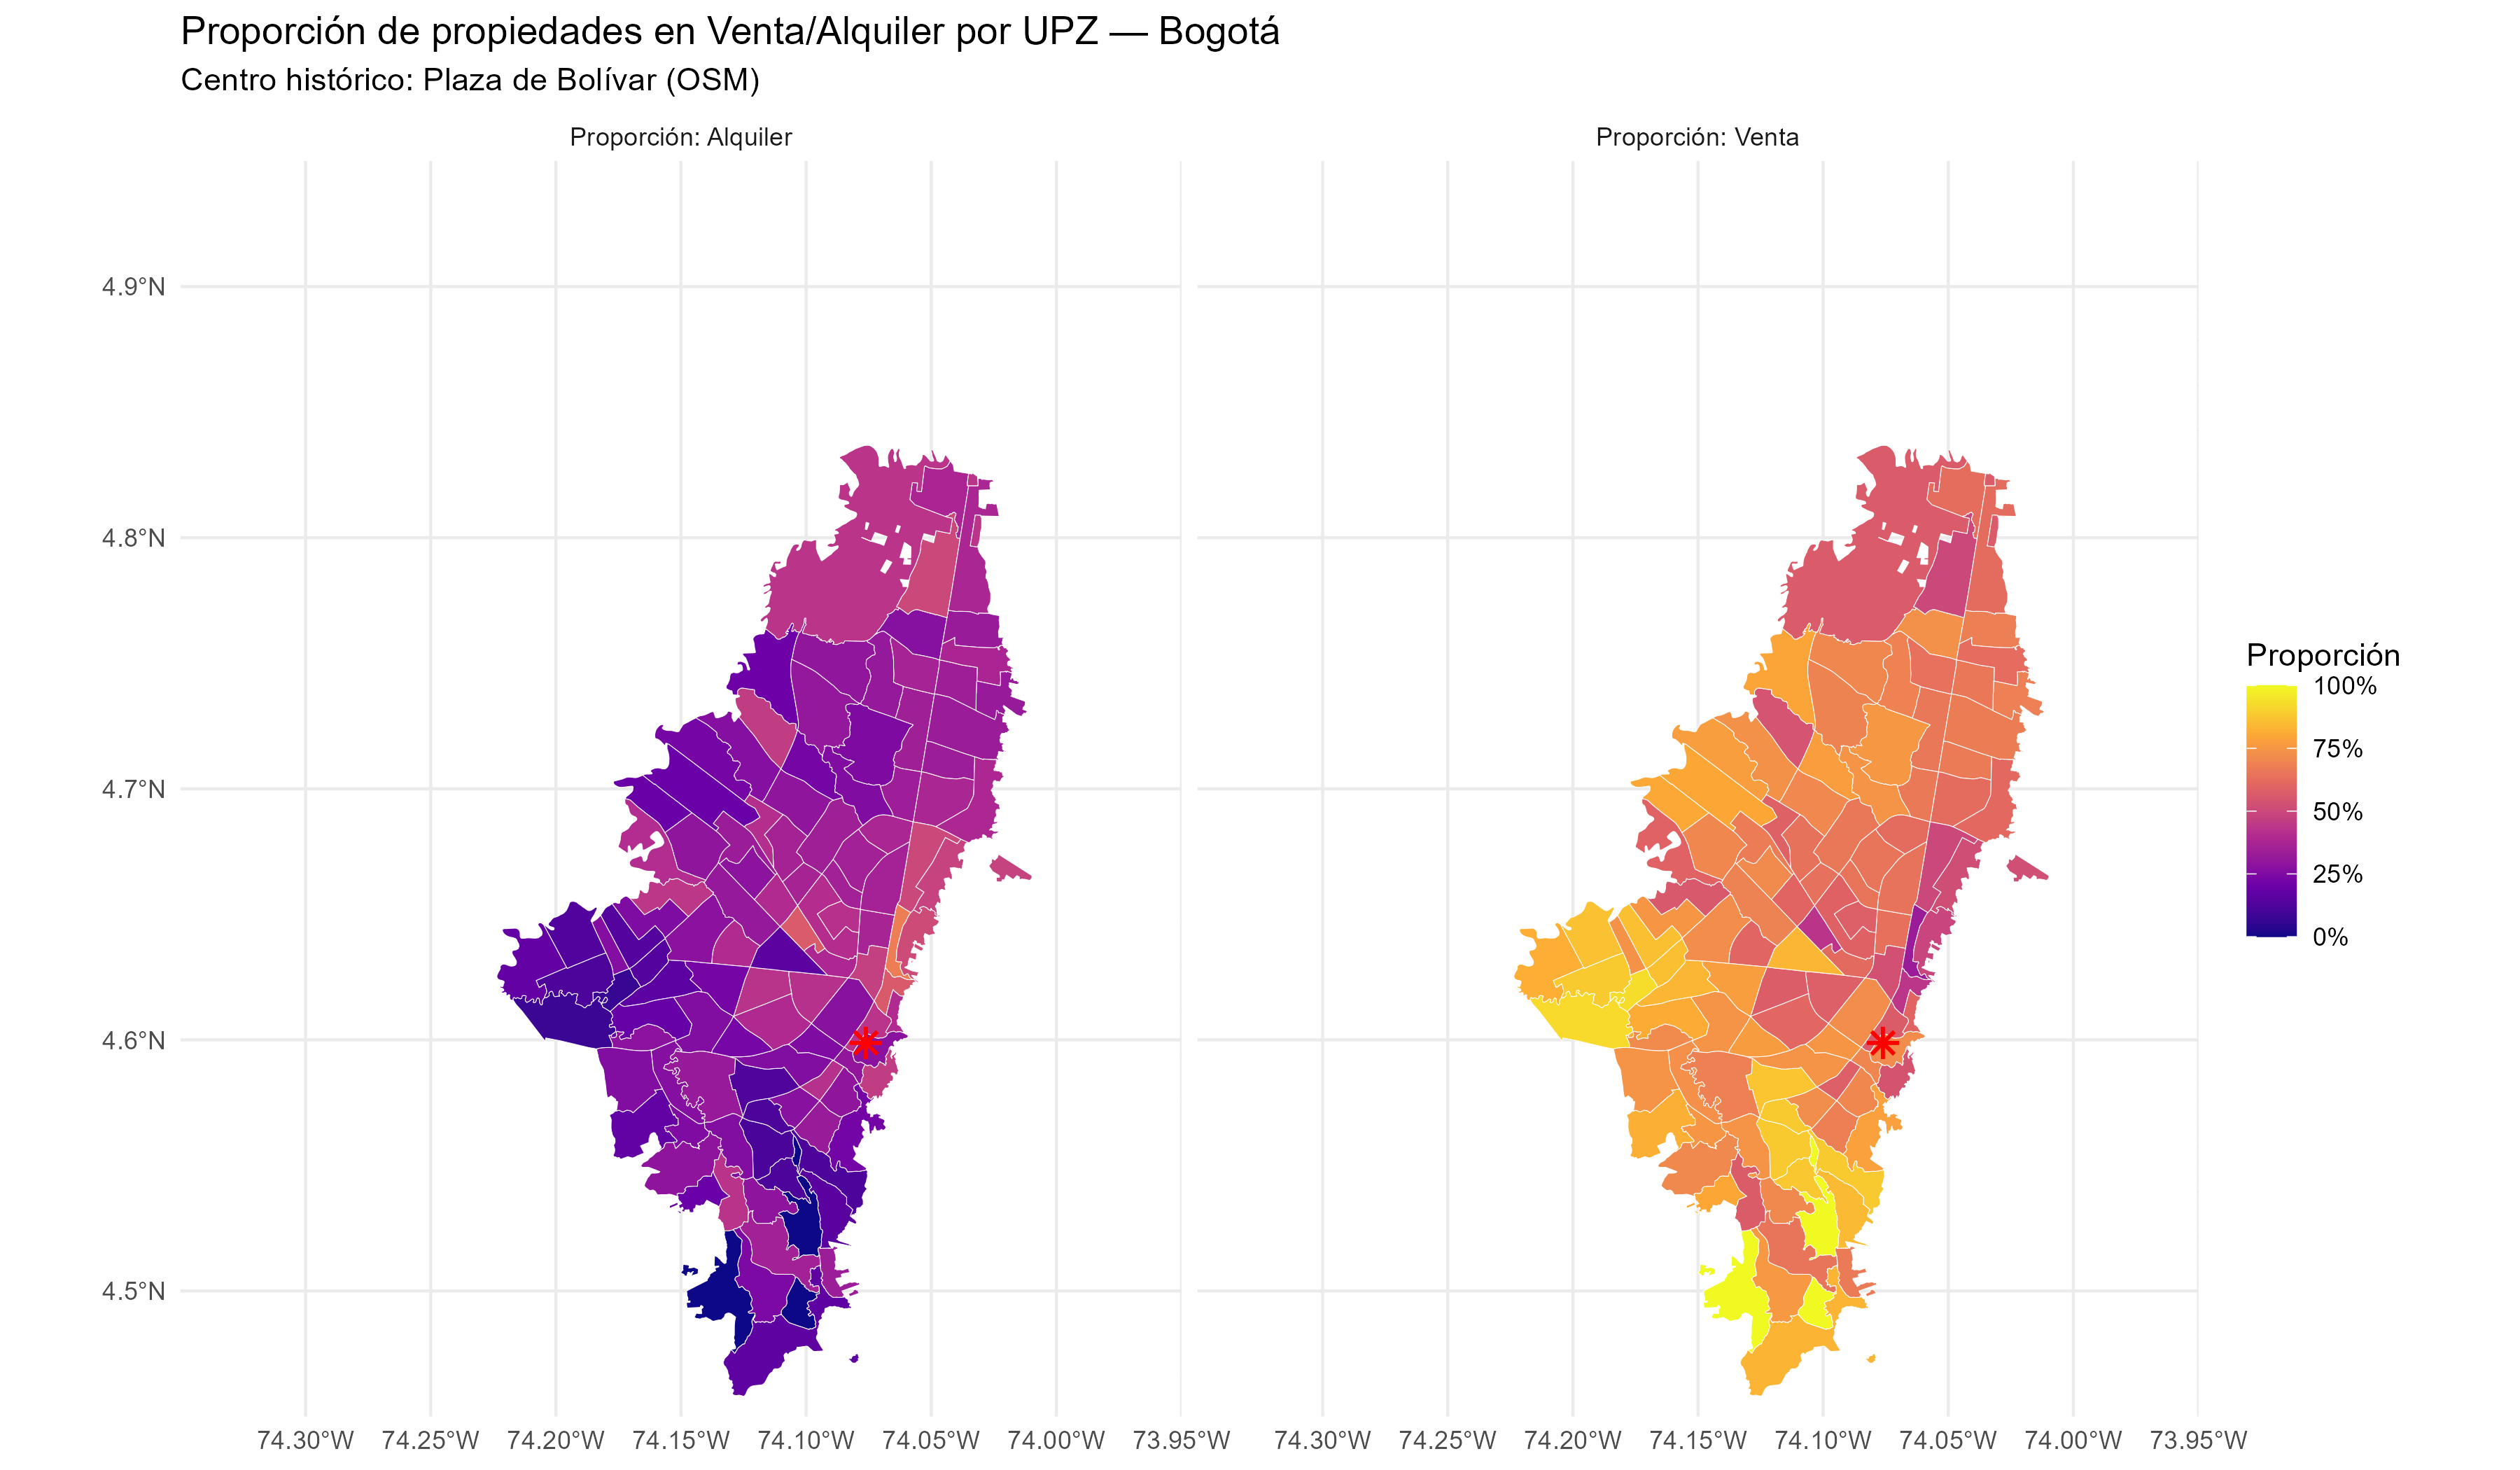 Proporción de propiedades en Venta/Alquiler por UPZ — Bogotá
Centro histórico: Plaza de Bolívar (OSM)
Proporción: Alquiler
Proporción: Venta
4.9°N
4.8°N
4.7°N
4.6°N
4.5°N
74.30°W 74.25°W 74.20°W 74.15°W 74.10°W 74.05°W 74.00°W 73.95°W
74.30°W 74.25°W 74.20°W 74.15°W 74.10°W 74.05°W 74.00°W 73.95°W
Proporción
100%
75%
50%
25%
0%